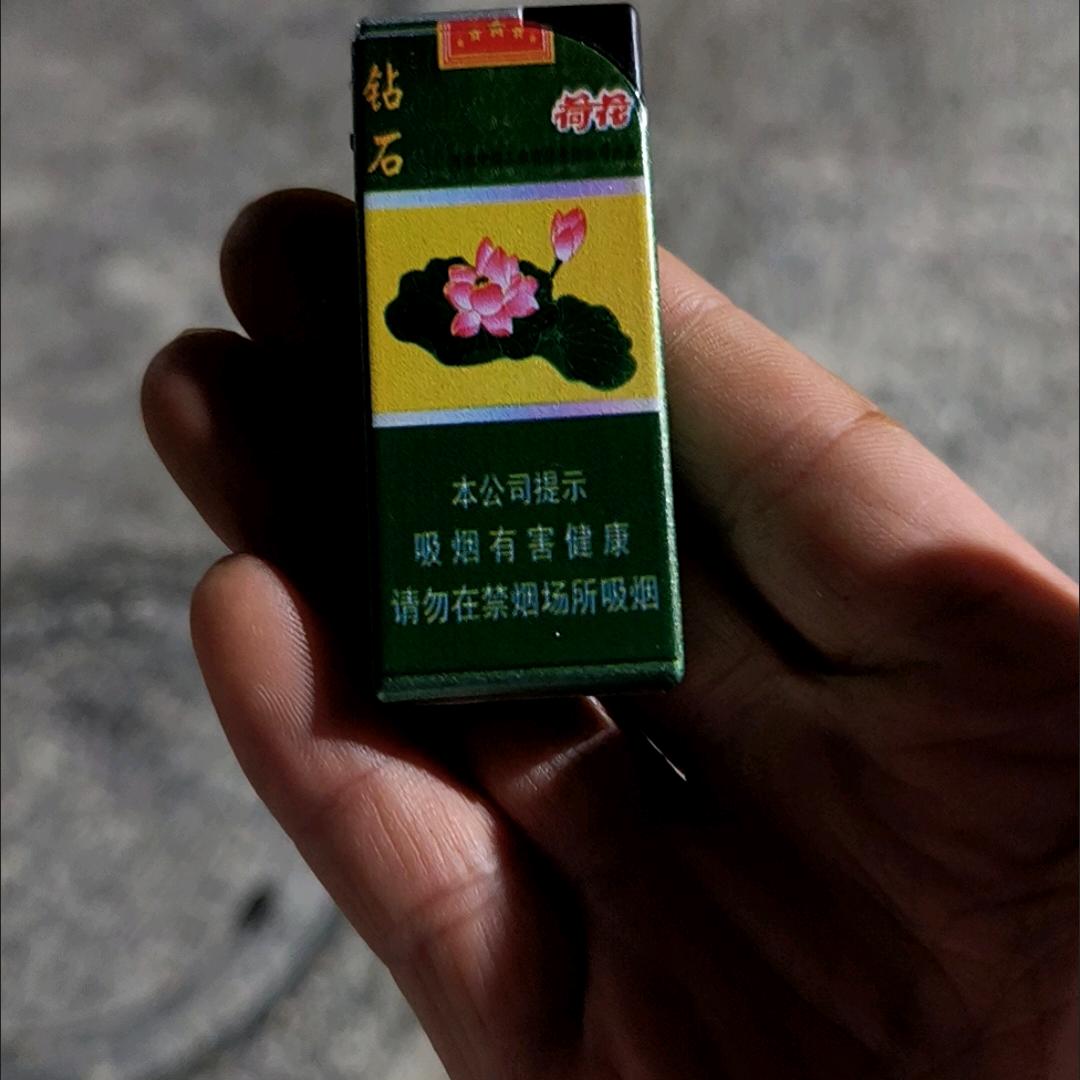 钻石
荷花
本公司提示
吸烟有害健康
请勿在禁烟场所吸烟